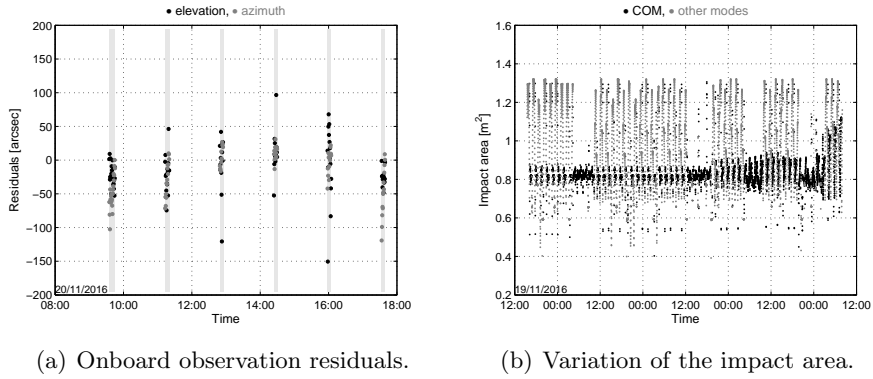 ● elevation, ● azimuth
200
150
100
50
0
−50
−100
−150
−200
Residuals [arcsec]
20/11/2016
08:00 10:00 12:00 14:00 16:00 18:00
Time
(a) Onboard observation residuals.
● COM, ● other modes
1.6
1.4
1.2
1.0
0.8
0.6
0.4
0.2
Impact area [m²]
19/11/2016
12:00 00:00 12:00 00:00 12:00 00:00 12:00 00:00 12:00
Time
(b) Variation of the impact area.